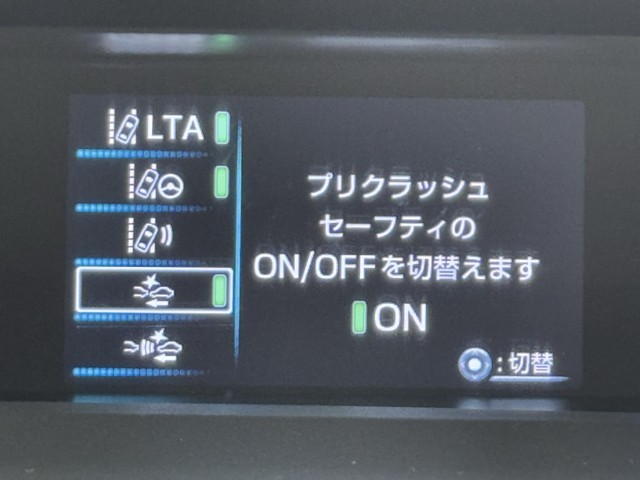 LTA
プリクラッシュ
セーフティの
ON/OFFを切替えます
ON
:切替